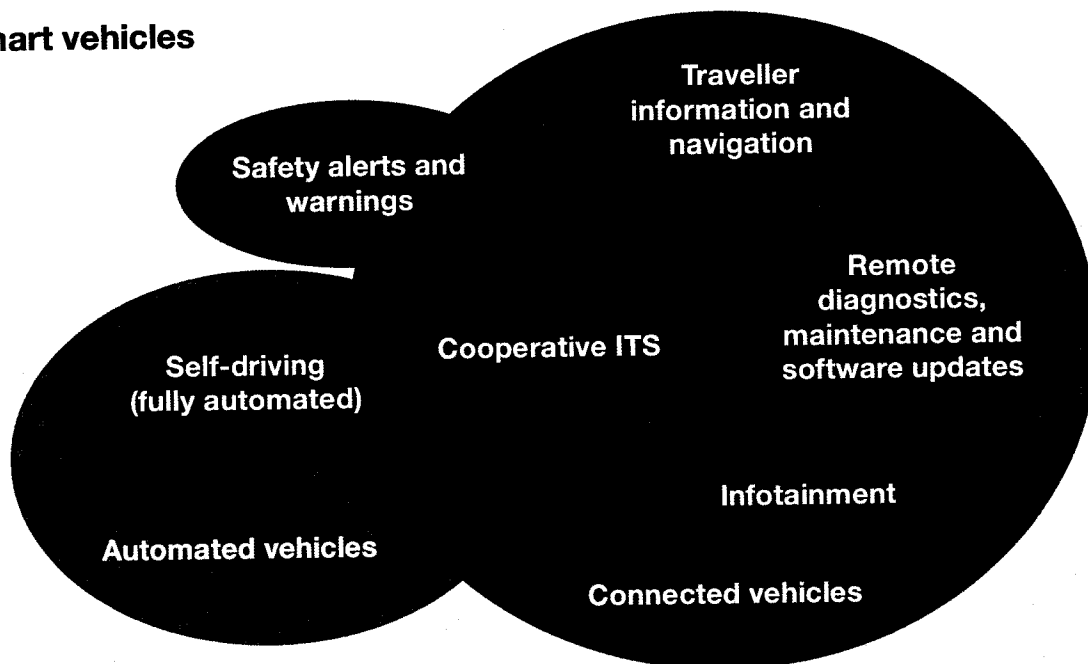 mart vehicles
Traveller
information and
navigation
Safety alerts and
warnings
Remote
diagnostics,
maintenance and
software updates
Cooperative ITS
Self-driving
(fully automated)
Infotainment
Automated vehicles
Connected vehicles